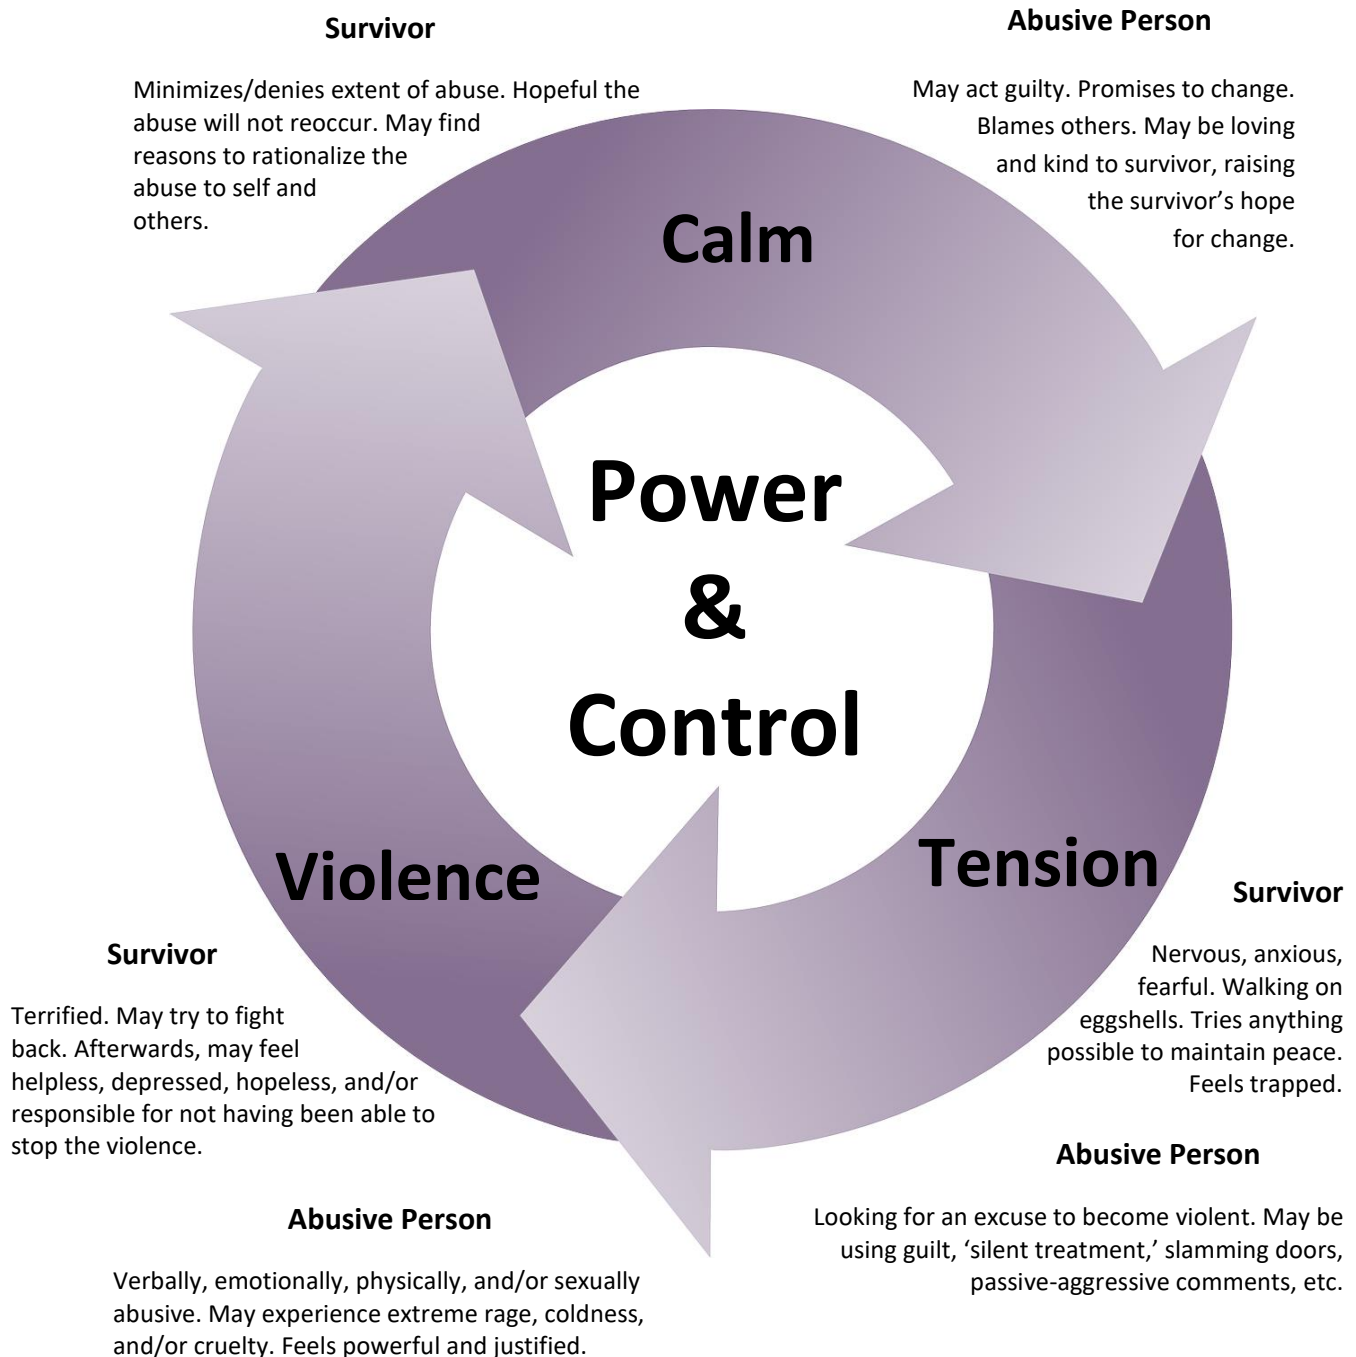 Survivor
Minimizes/denies extent of abuse. Hopeful the
abuse will not reoccur. May find
reasons to rationalize the
abuse to self and
others.
Abusive Person
May act guilty. Promises to change.
Blames others. May be loving
and kind to survivor, raising
the survivor’s hope
for change.
Calm
Power
&
Control
Tension
Violence
Survivor
Nervous, anxious,
fearful. Walking on
eggshells. Tries anything
possible to maintain peace.
Feels trapped.
Abusive Person
Looking for an excuse to become violent. May be
using guilt, ‘silent treatment,’ slamming doors,
passive-aggressive comments, etc.
Survivor
Terrified. May try to fight
back. Afterwards, may feel
helpless, depressed, hopeless, and/or
responsible for not having been able to
stop the violence.
Abusive Person
Verbally, emotionally, physically, and/or sexually
abusive. May experience extreme rage, coldness,
and/or cruelty. Feels powerful and justified.